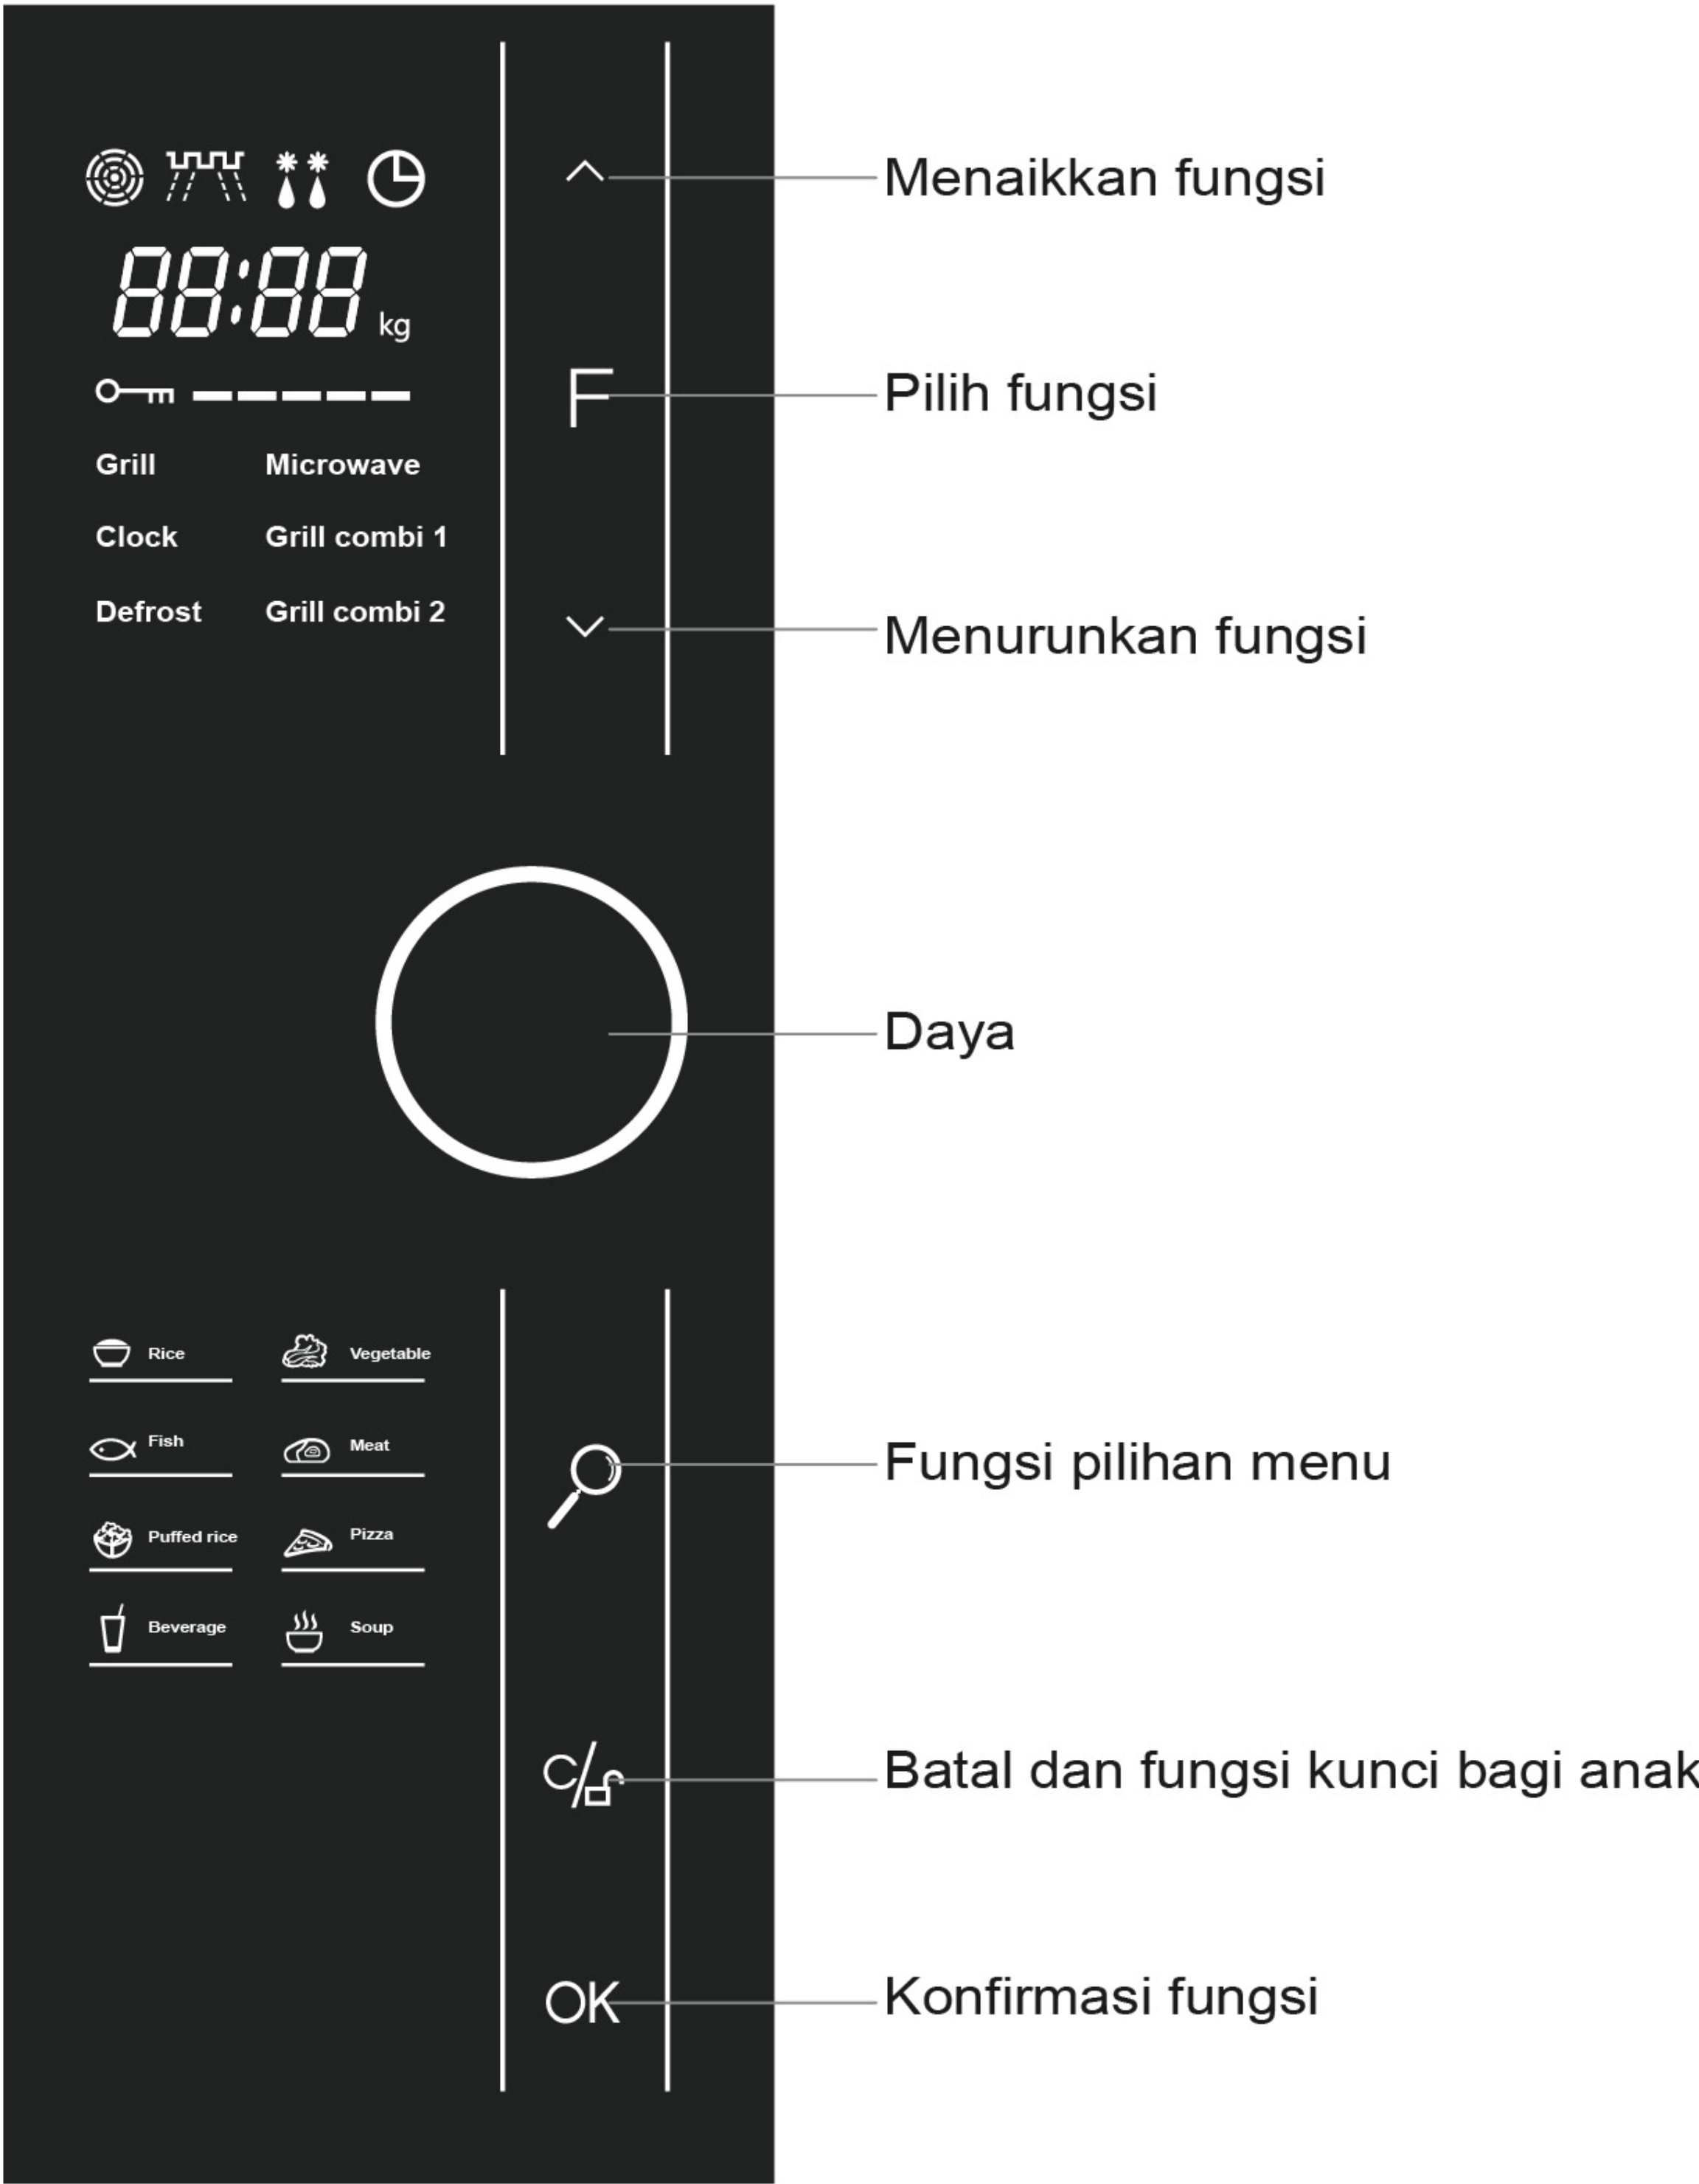 Menaikkan fungsi
88:88 kg
F
Pilih fungsi
Grill Microwave
Clock Grill combi 1
Defrost Grill combi 2
Menurunkan fungsi
Daya
Rice Vegetable
Fish Meat
Fungsi pilihan menu
Puffed rice Pizza
Beverage Soup
C/
Batal dan fungsi kunci bagi anak
OK
Konfirmasi fungsi